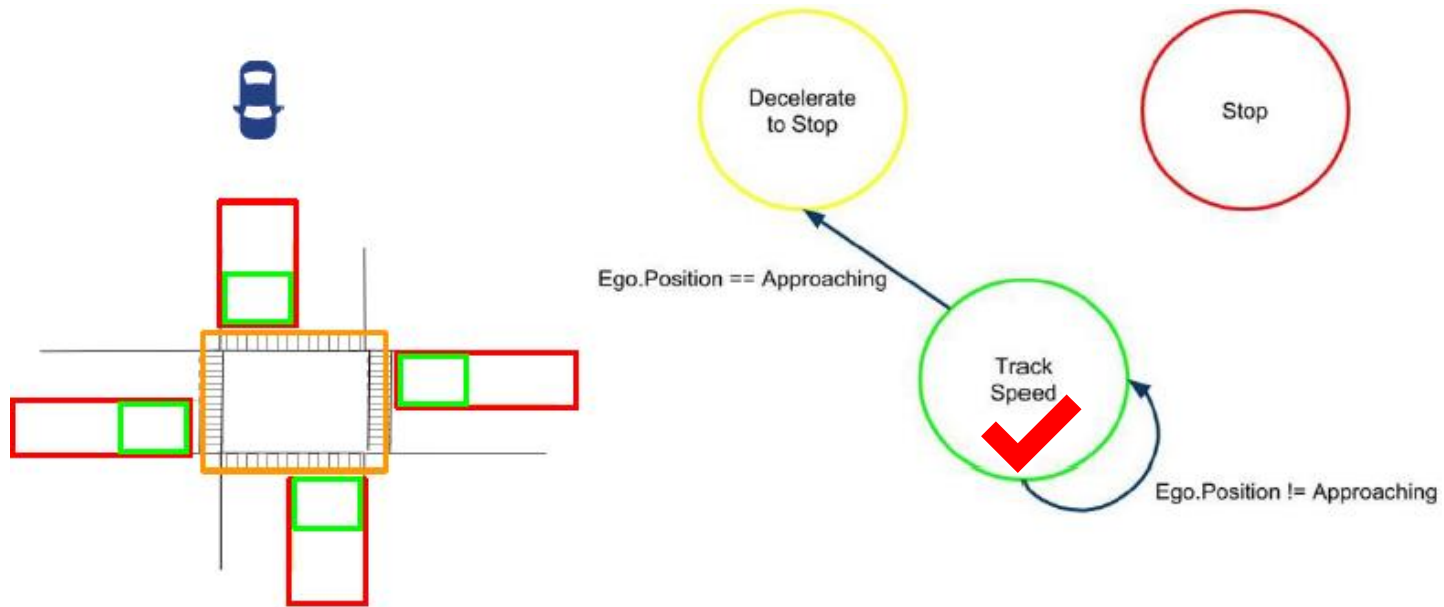 Decelerate
to Stop
Stop
Ego.Position == Approaching
Track
Speed
Ego.Position != Approaching